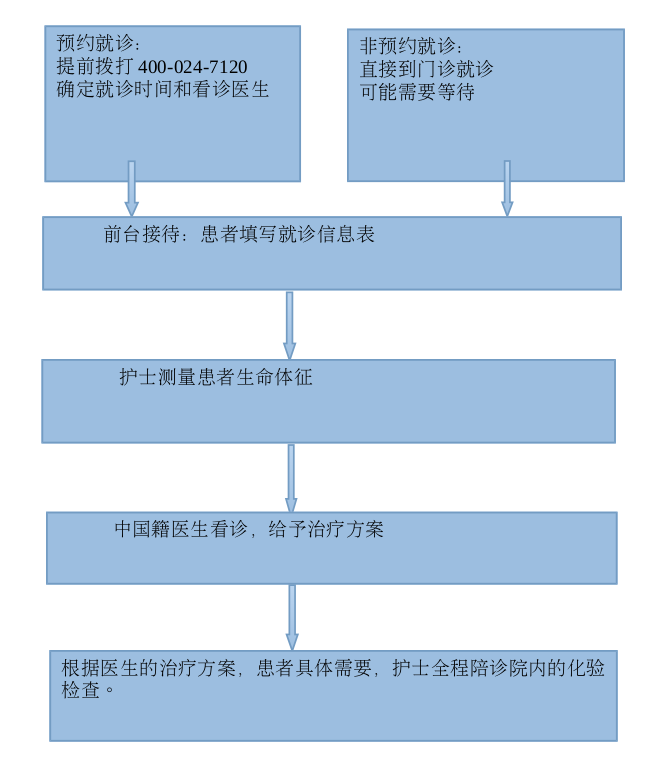 预约就诊：
提前拨打 400-024-7120
确定就诊时间和看诊医生
非预约就诊：
直接到门诊就诊
可能需要等待
前台接待：患者填写就诊信息表
护士测量患者生命体征
中国籍医生看诊，给予治疗方案
根据医生的治疗方案，患者具体需要，护士全程陪诊院内的化验
检查。